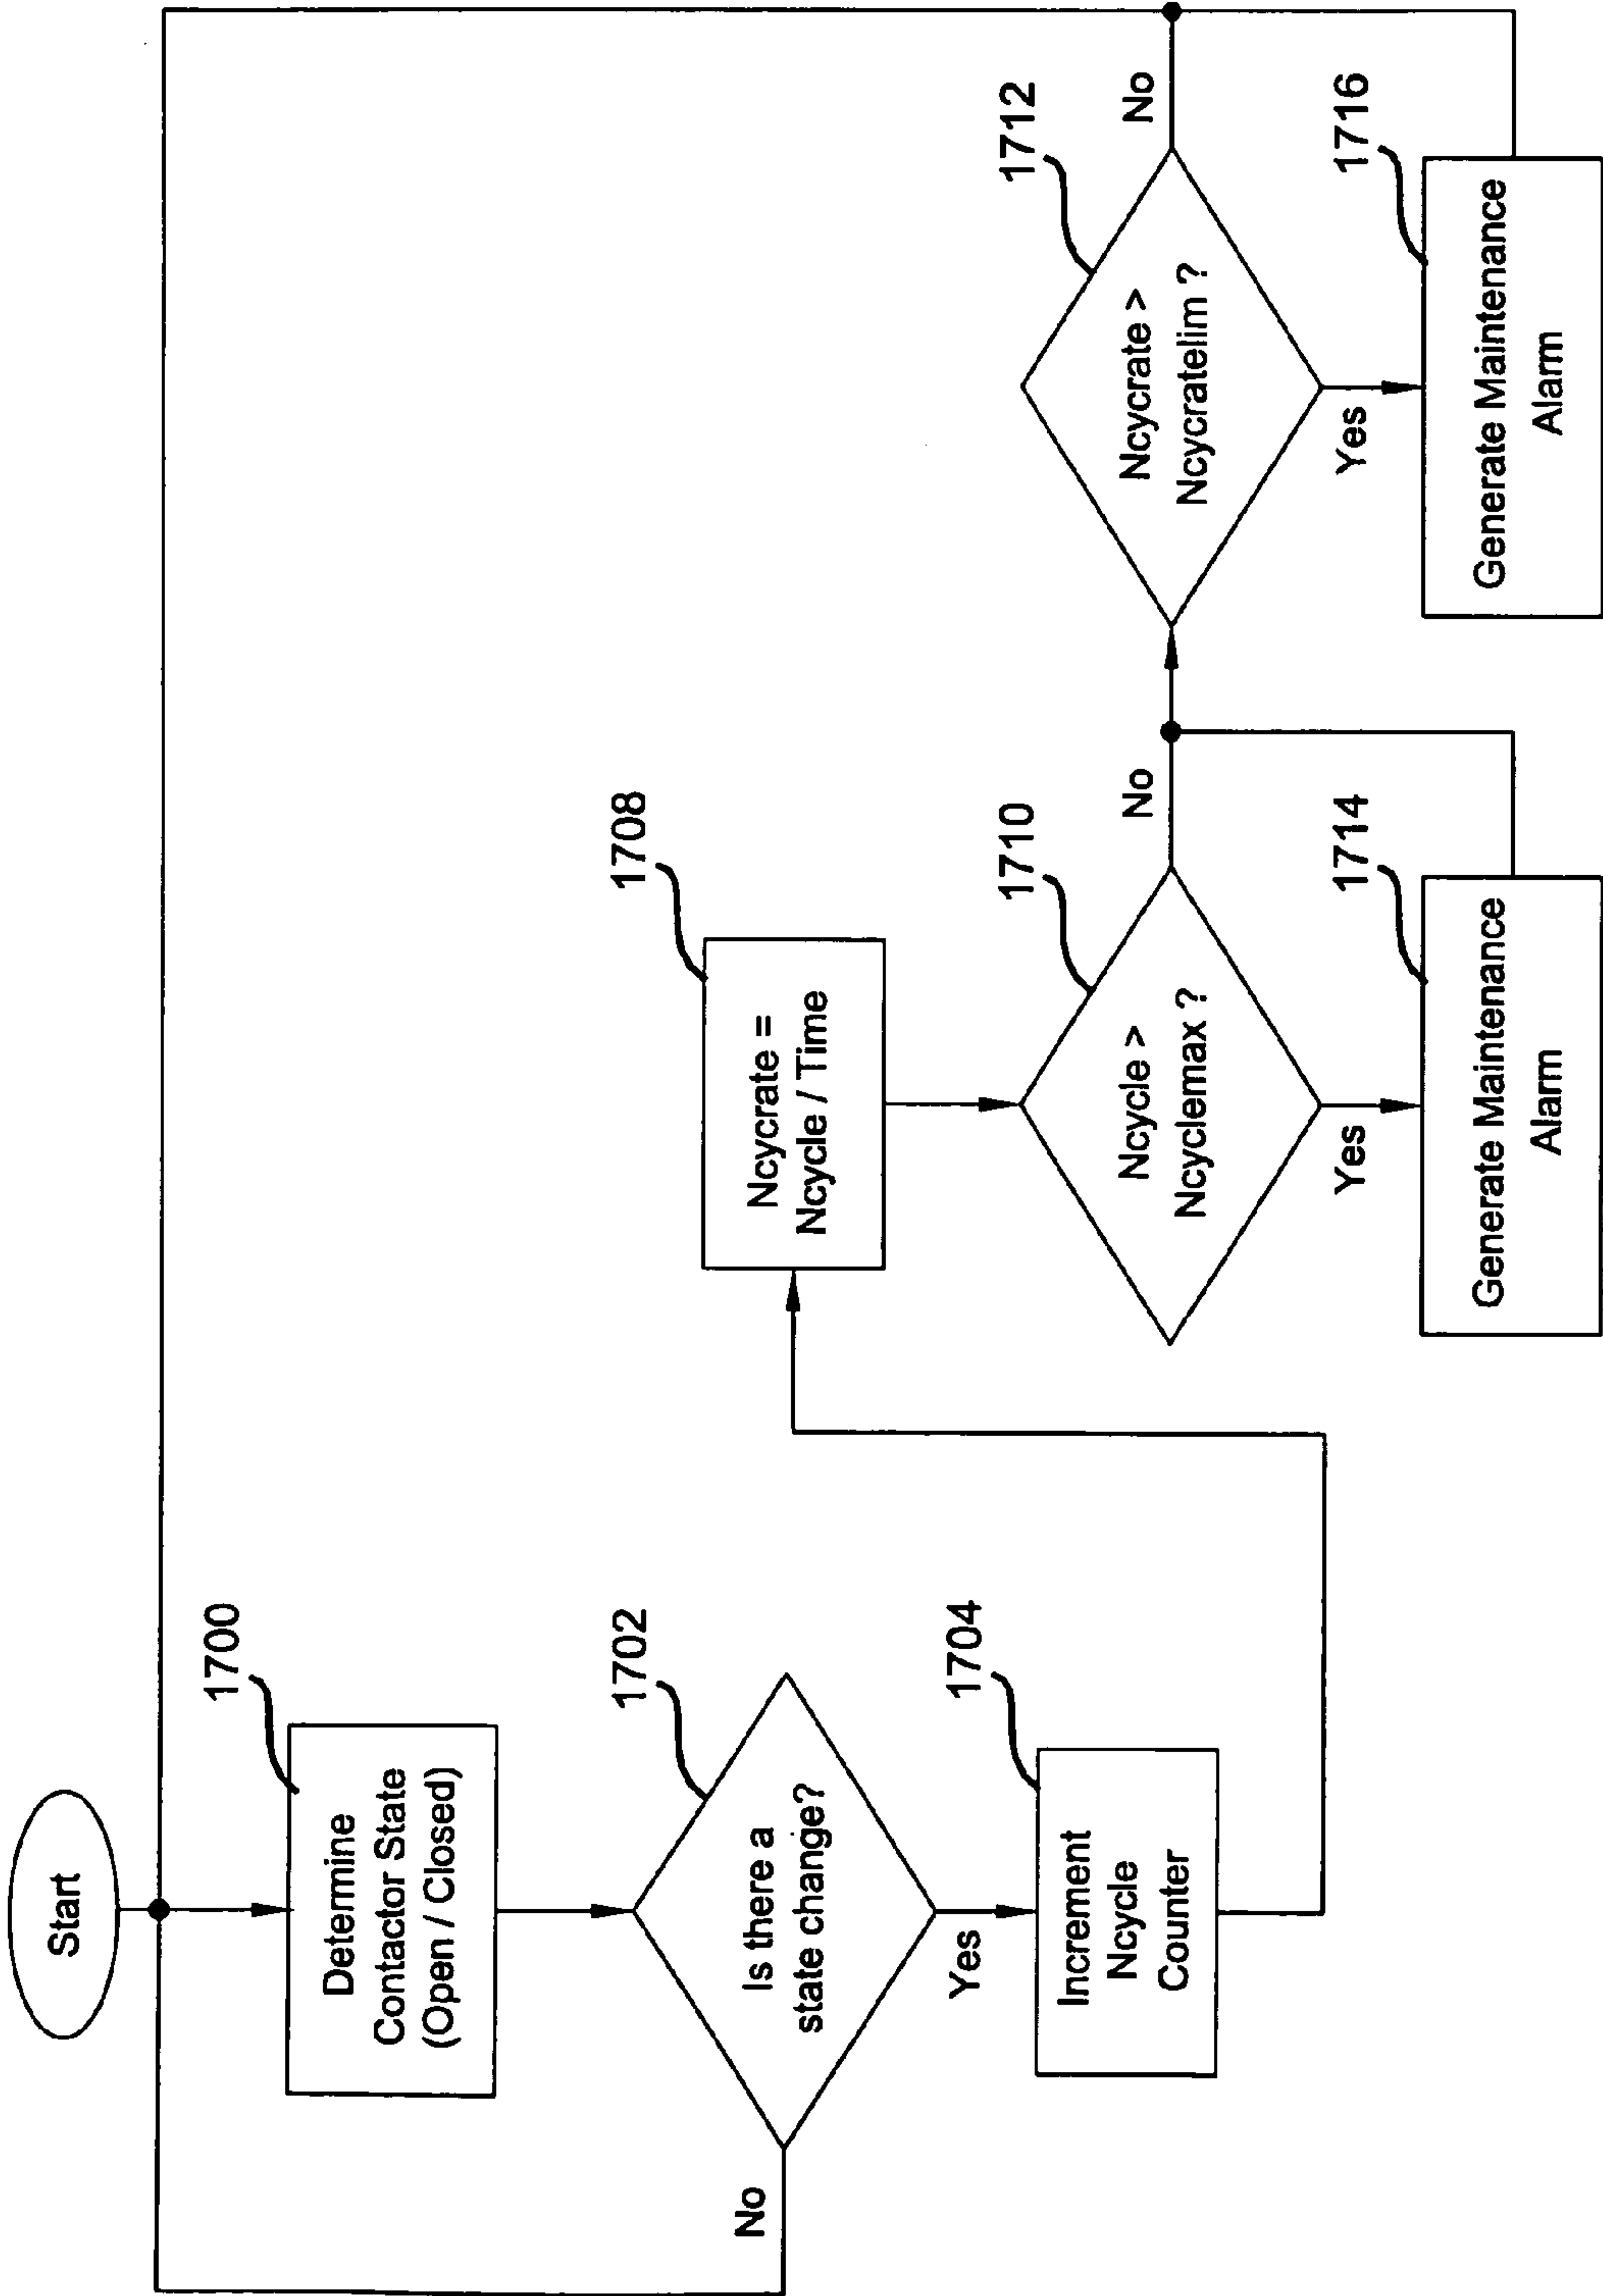 Start
1700
Determine
Contactor State
(Open / Closed)
1702
Is there a
state change?
No
Yes
1704
Increment
Ncycle
Counter
1708
Ncycrate =
Ncycle / Time
1710
Ncycle >
Ncyclemax ?
No
Yes
1714
Generate Maintenance
Alarm
1712
Ncycrate >
Ncycratelim ?
No
Yes
1716
Generate Maintenance
Alarm